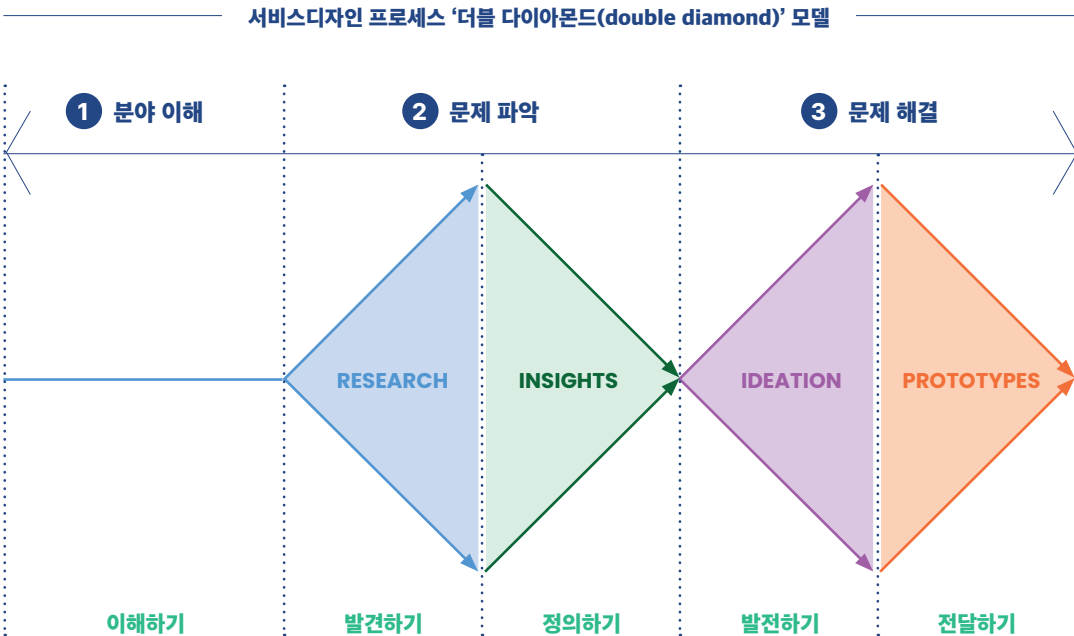 서비스디자인 프로세스 ‘더블 다이아몬드(double diamond)’ 모델
1 분야 이해
2 문제 파악
3 문제 해결
RESEARCH
INSIGHTS
IDEATION
PROTOTYPES
이해하기
발견하기
정의하기
발전하기
전달하기